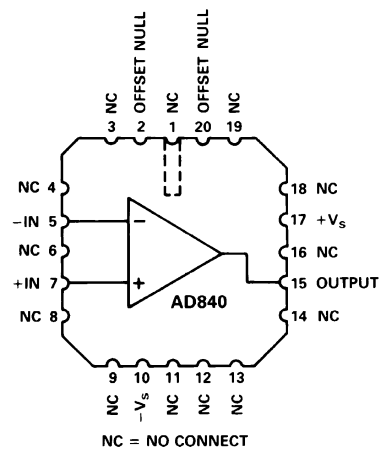 NC OFFSET NULL NC OFFSET NULL NC
3 2 1 20 19
NC 4
18 NC
−IN 5
−
17 +Vs
NC 6
16 NC
+IN 7
+
15 OUTPUT
AD840
NC 8
14 NC
9 10 11 12 13
NC −Vs NC NC NC
NC = NO CONNECT